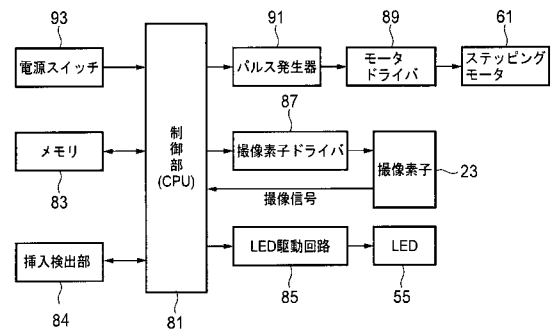 93
91
89
61
電源スイッチ
パルス発生器
モータ
ドライバ
ステッピング
モータ
87
メモリ
83
制御部
(CPU)
撮像素子ドライバ
撮像素子
23
撮像信号
挿入検出部
84
81
LED駆動回路
85
LED
55